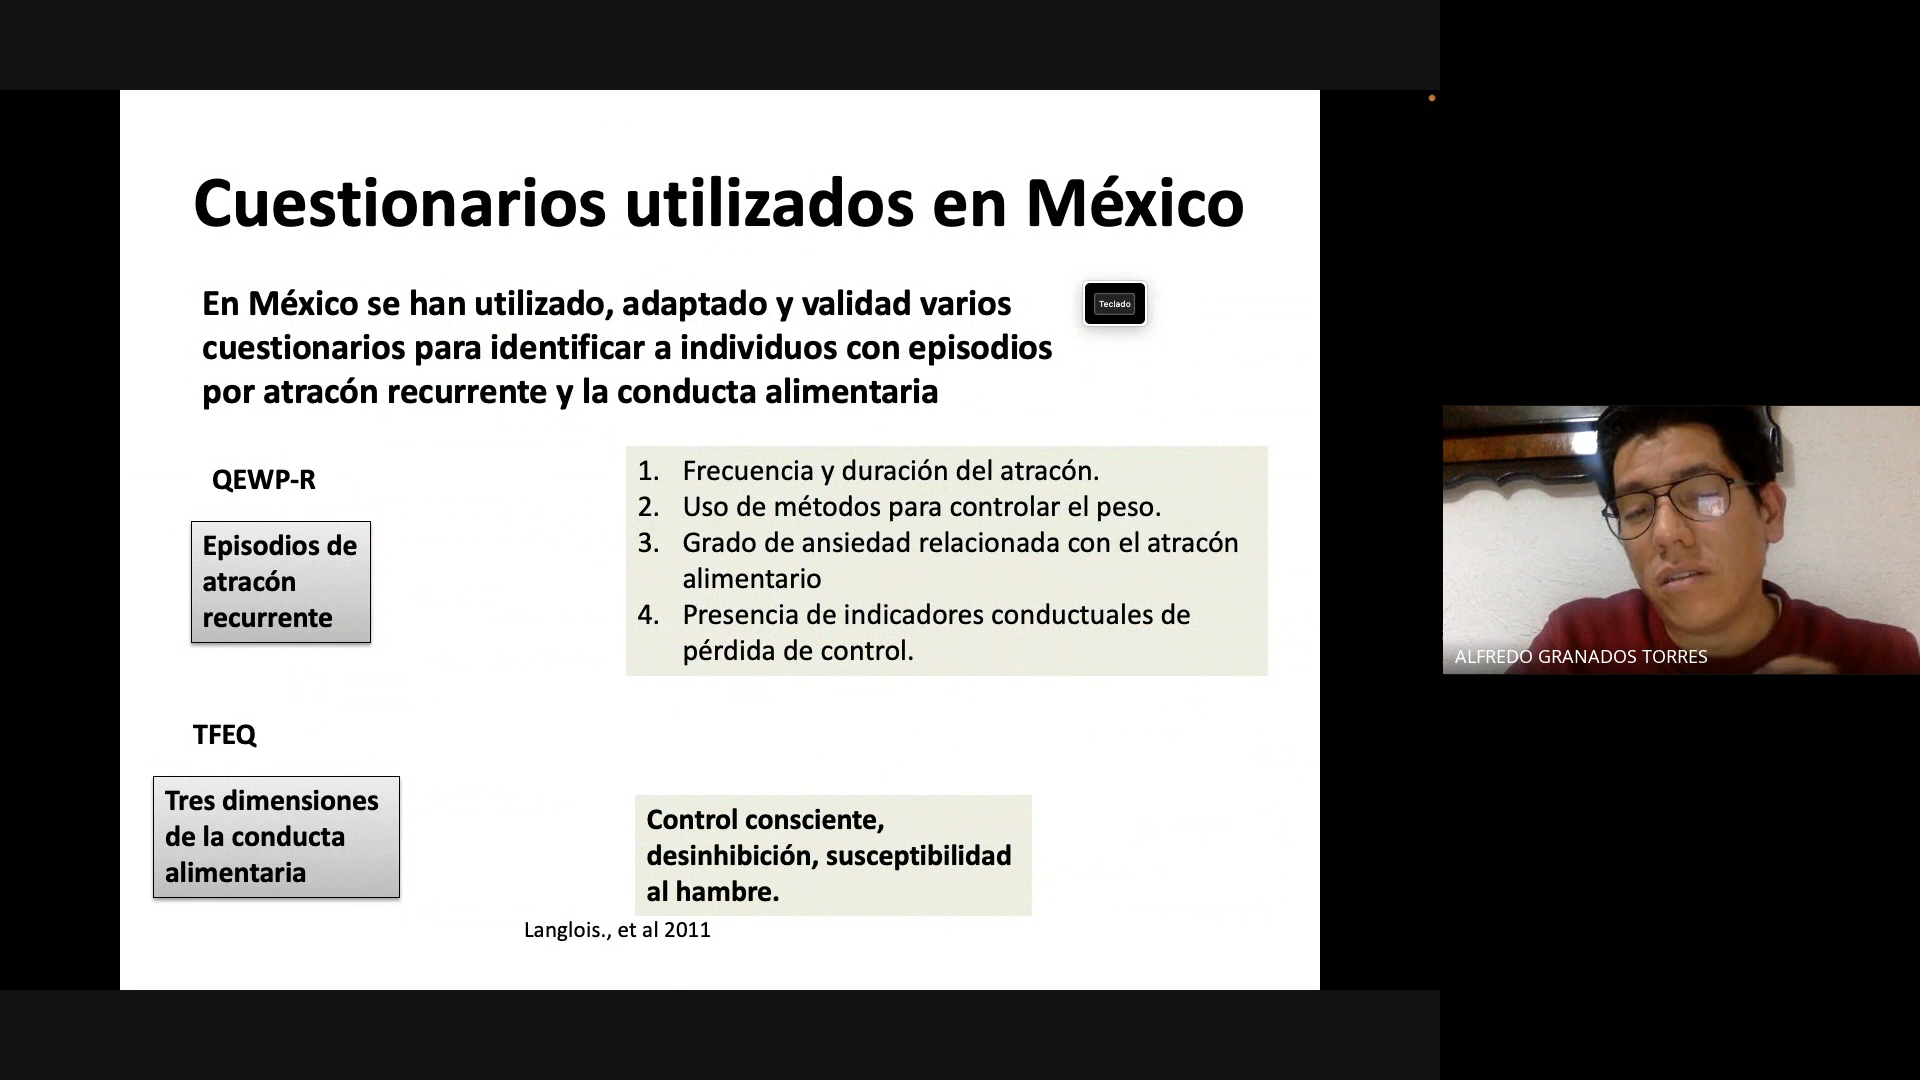 Cuestionarios utilizados en México
En México se han utilizado, adaptado y validad varios
cuestionarios para identificar a individuos con episodios
por atracón recurrente y la conducta alimentaria
Teclado
QEWP-R
Episodios de
atracón
recurrente
1. Frecuencia y duración del atracón.
2. Uso de métodos para controlar el peso.
3. Grado de ansiedad relacionada con el atracón
alimentario
4. Presencia de indicadores conductuales de
pérdida de control.
TFEQ
Tres dimensiones
de la conducta
alimentaria
Control consciente,
desinhibición, susceptibilidad
al hambre.
Langlois., et al 2011
ALFREDO GRANADOS TORRES